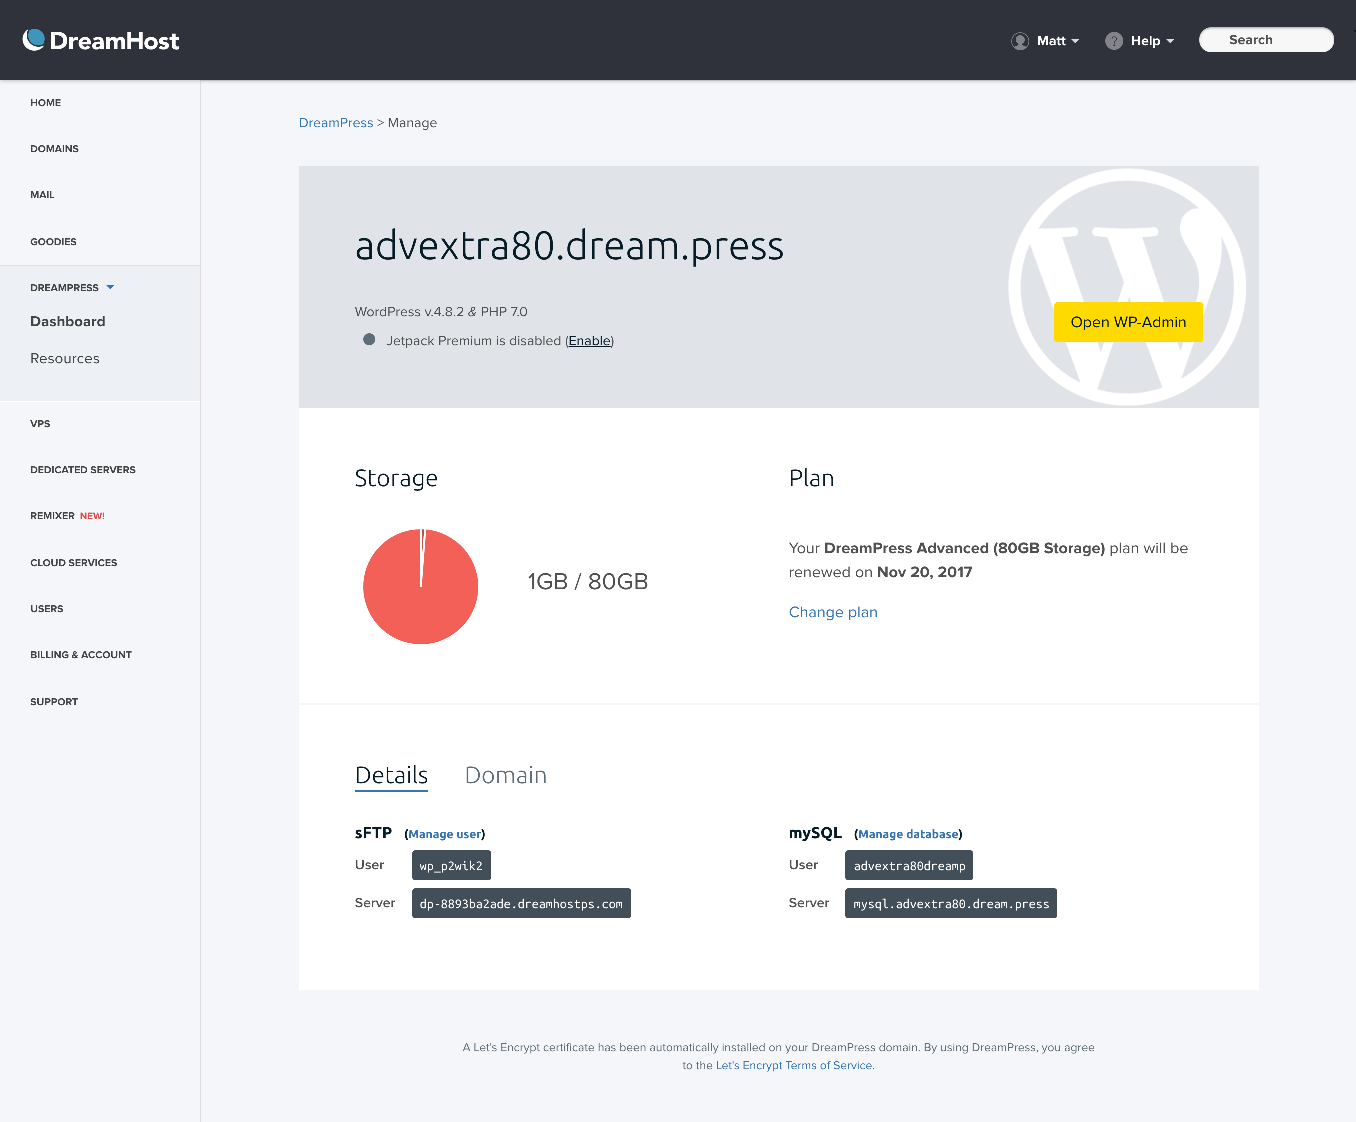 DreamHost
Matt
Help
Search
HOME
DOMAINS
MAIL
GOODIES
DREAMPRESS
Dashboard
Resources
VPS
DEDICATED SERVERS
REMIXER NEW!
CLOUD SERVICES
USERS
BILLING & ACCOUNT
SUPPORT
DreamPress > Manage
advextra80.dream.press
WordPress v.4.8.2 & PHP 7.0
Jetpack Premium is disabled (Enable)
Open WP-Admin
Storage
1GB / 80GB
Plan
Your DreamPress Advanced (80GB Storage) plan will be
renewed on Nov 20, 2017
Change plan
Details
Domain
sFTP (Manage user)
User wp_p2wik2
Server dp-8893ba2ade.dreamhostps.com
mySQL (Manage database)
User advextra80dreamp
Server mysql.advextra80.dream.press
A Let's Encrypt certificate has been automatically installed on your DreamPress domain. By using DreamPress, you agree
to the Let's Encrypt Terms of Service.